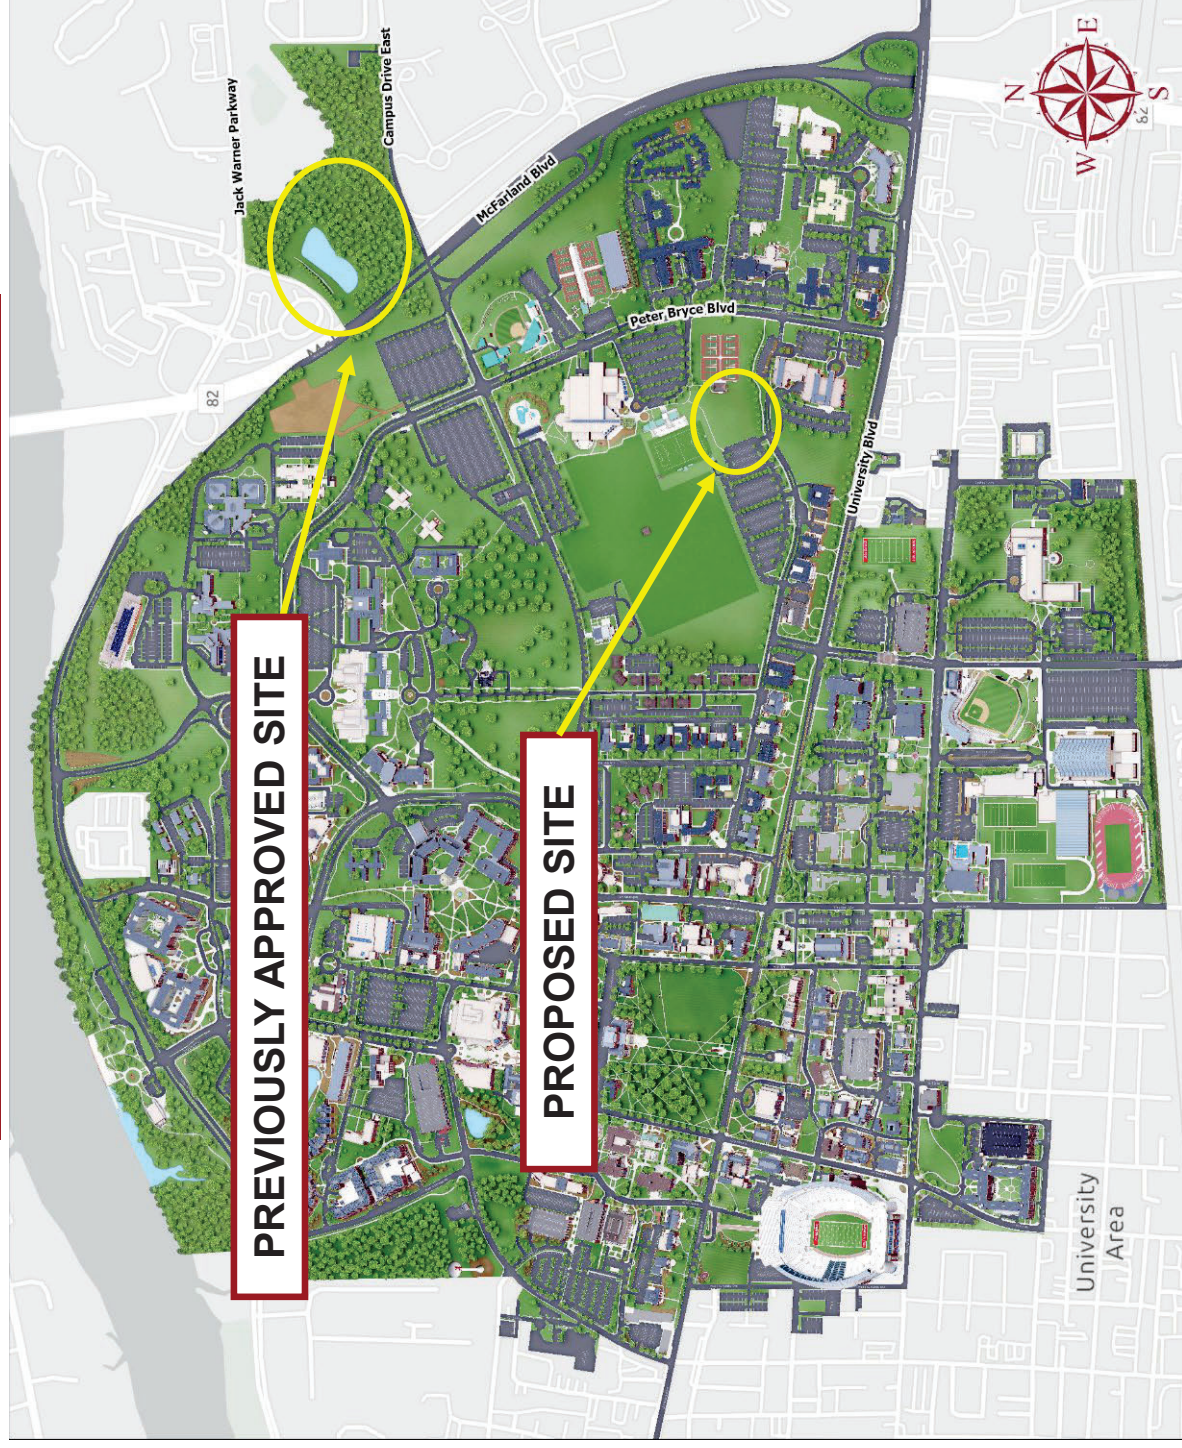 Jack Warner Parkway
Campus Drive East
McFarland Blvd
82
Peter Bryce Blvd
University Blvd
PREVIOUSLY APPROVED SITE
PROPOSED SITE
N
E
S
W
82
University
Area